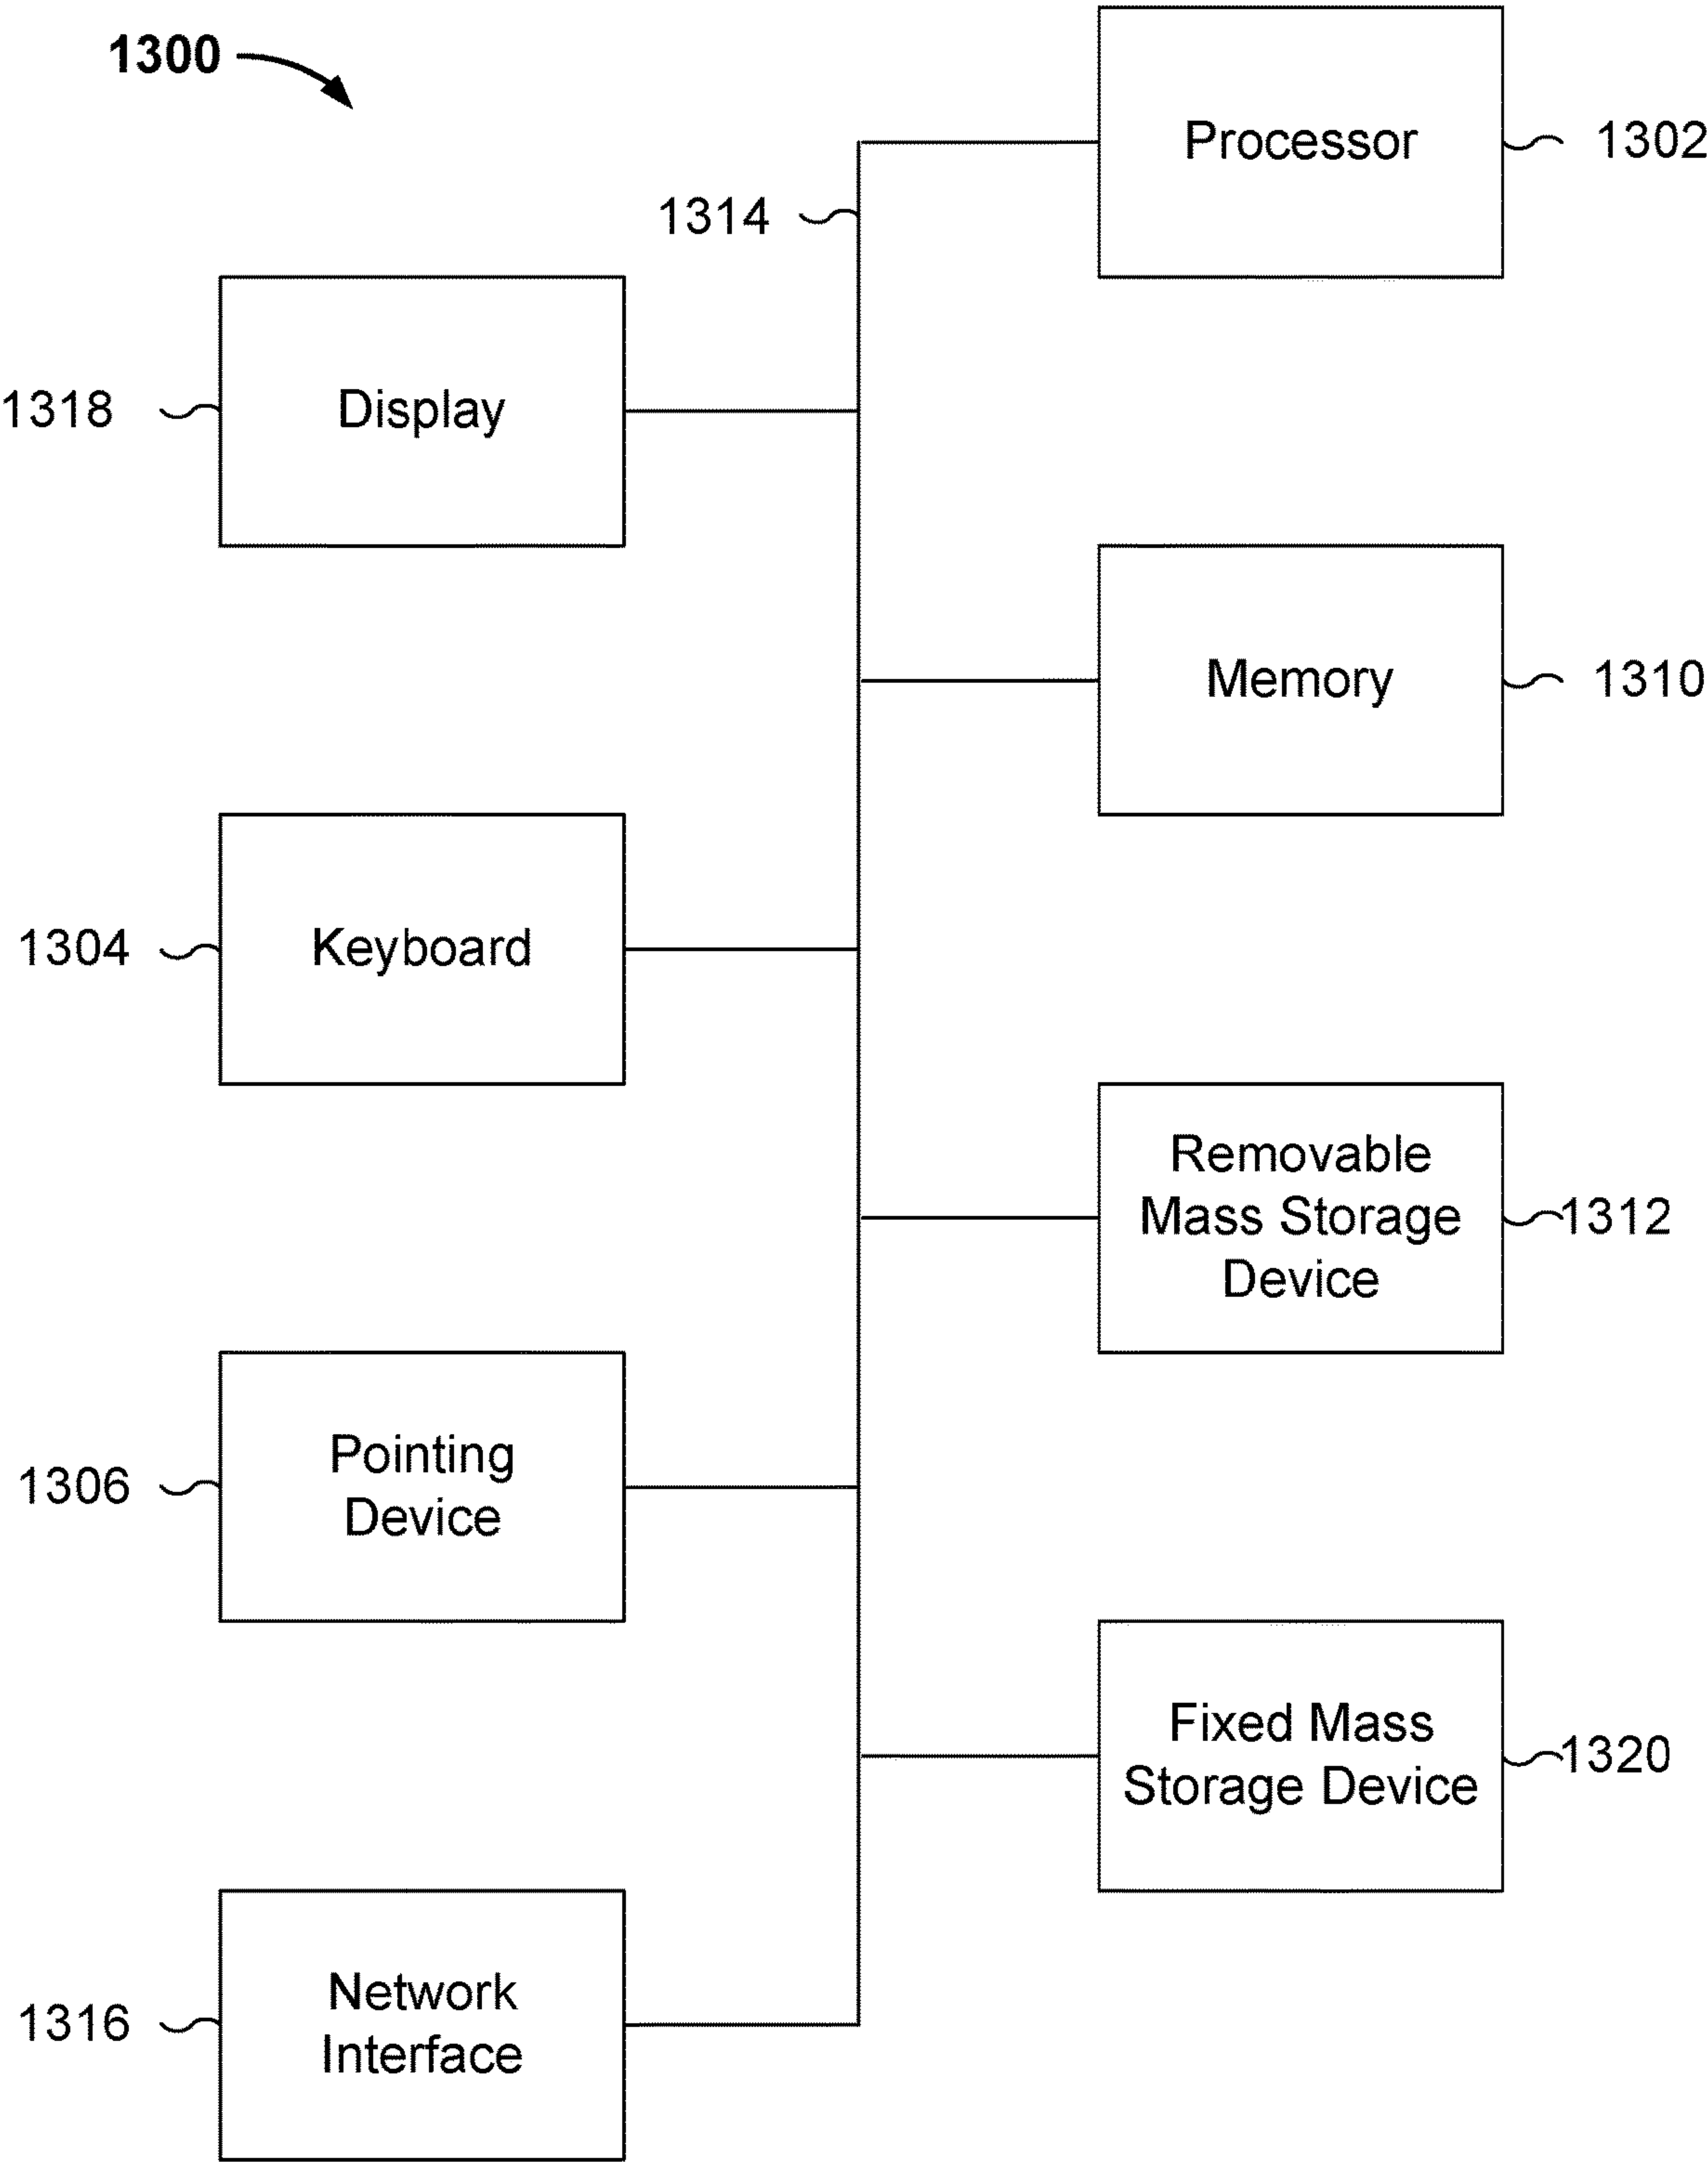 1300
Processor
1302
1314
Display
1318
Memory
1310
Keyboard
1304
Removable
Mass Storage
Device
1312
Pointing
Device
1306
Fixed Mass
Storage Device
1320
Network
Interface
1316